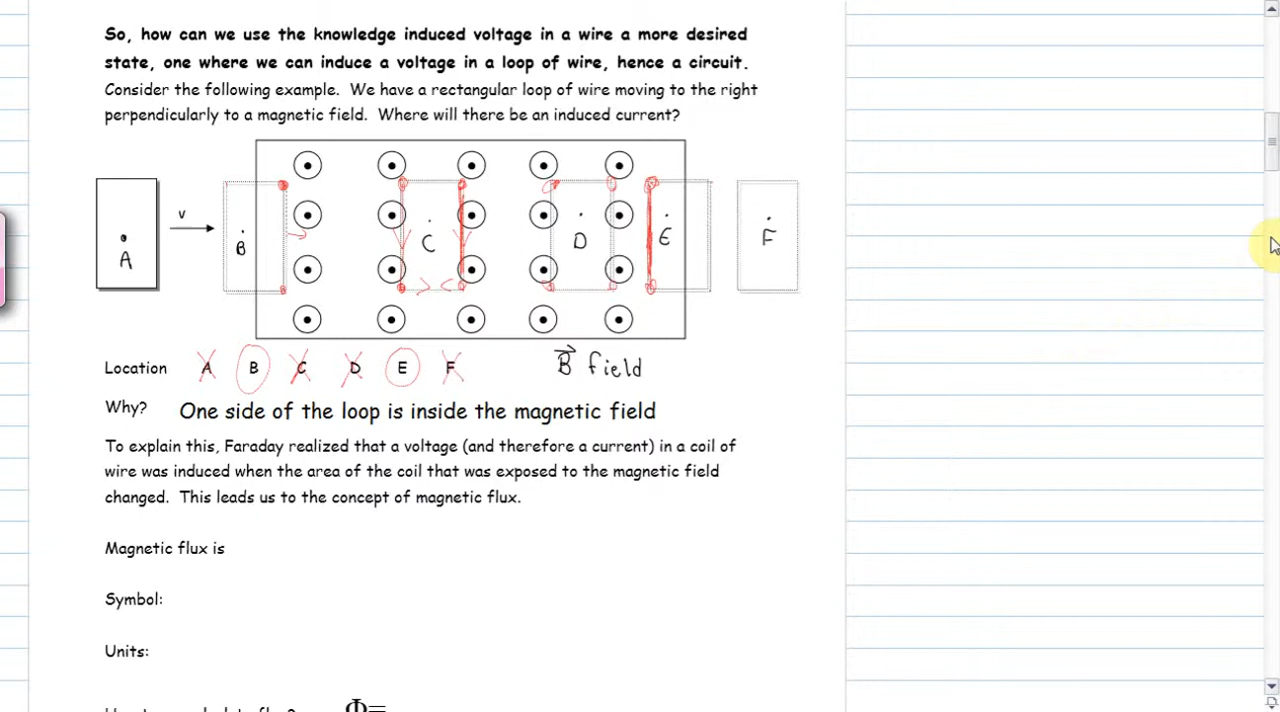 So, how can we use the knowledge induced voltage in a wire a more desired
state, one where we can induce a voltage in a loop of wire, hence a circuit.
Consider the following example. We have a rectangular loop of wire moving to the right
perpendicularly to a magnetic field. Where will there be an induced current?
v
A B C D E F
Location A B C D E F B field
Why? One side of the loop is inside the magnetic field
To explain this, Faraday realized that a voltage (and therefore a current) in a coil of
wire was induced when the area of the coil that was exposed to the magnetic field
changed. This leads us to the concept of magnetic flux.
Magnetic flux is
Symbol:
Units:
Φ=